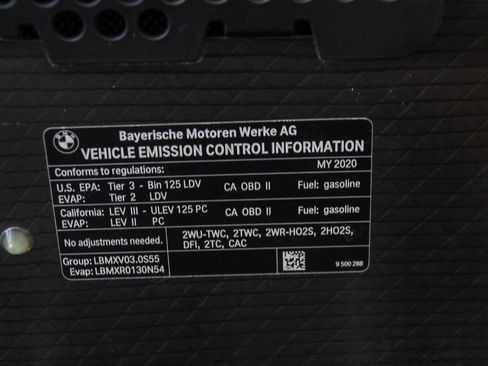 BMW
Bayerische Motoren Werke AG
VEHICLE EMISSION CONTROL INFORMATION
Conforms to regulations: MY 2020
U.S. EPA: Tier 3 - Bin 125 LDV CA OBD II Fuel: gasoline
EVAP: Tier 2 LDV
California: LEV III - ULEV 125 PC CA OBD II Fuel: gasoline
EVAP: LEV II PC
No adjustments needed. 2WU-TWC, 2TWC, 2WR-HO2S, 2HO2S,
DFI, 2TC, CAC
Group: LBMXV03.0S55
Evap: LBMXR0130N54 9 500 288